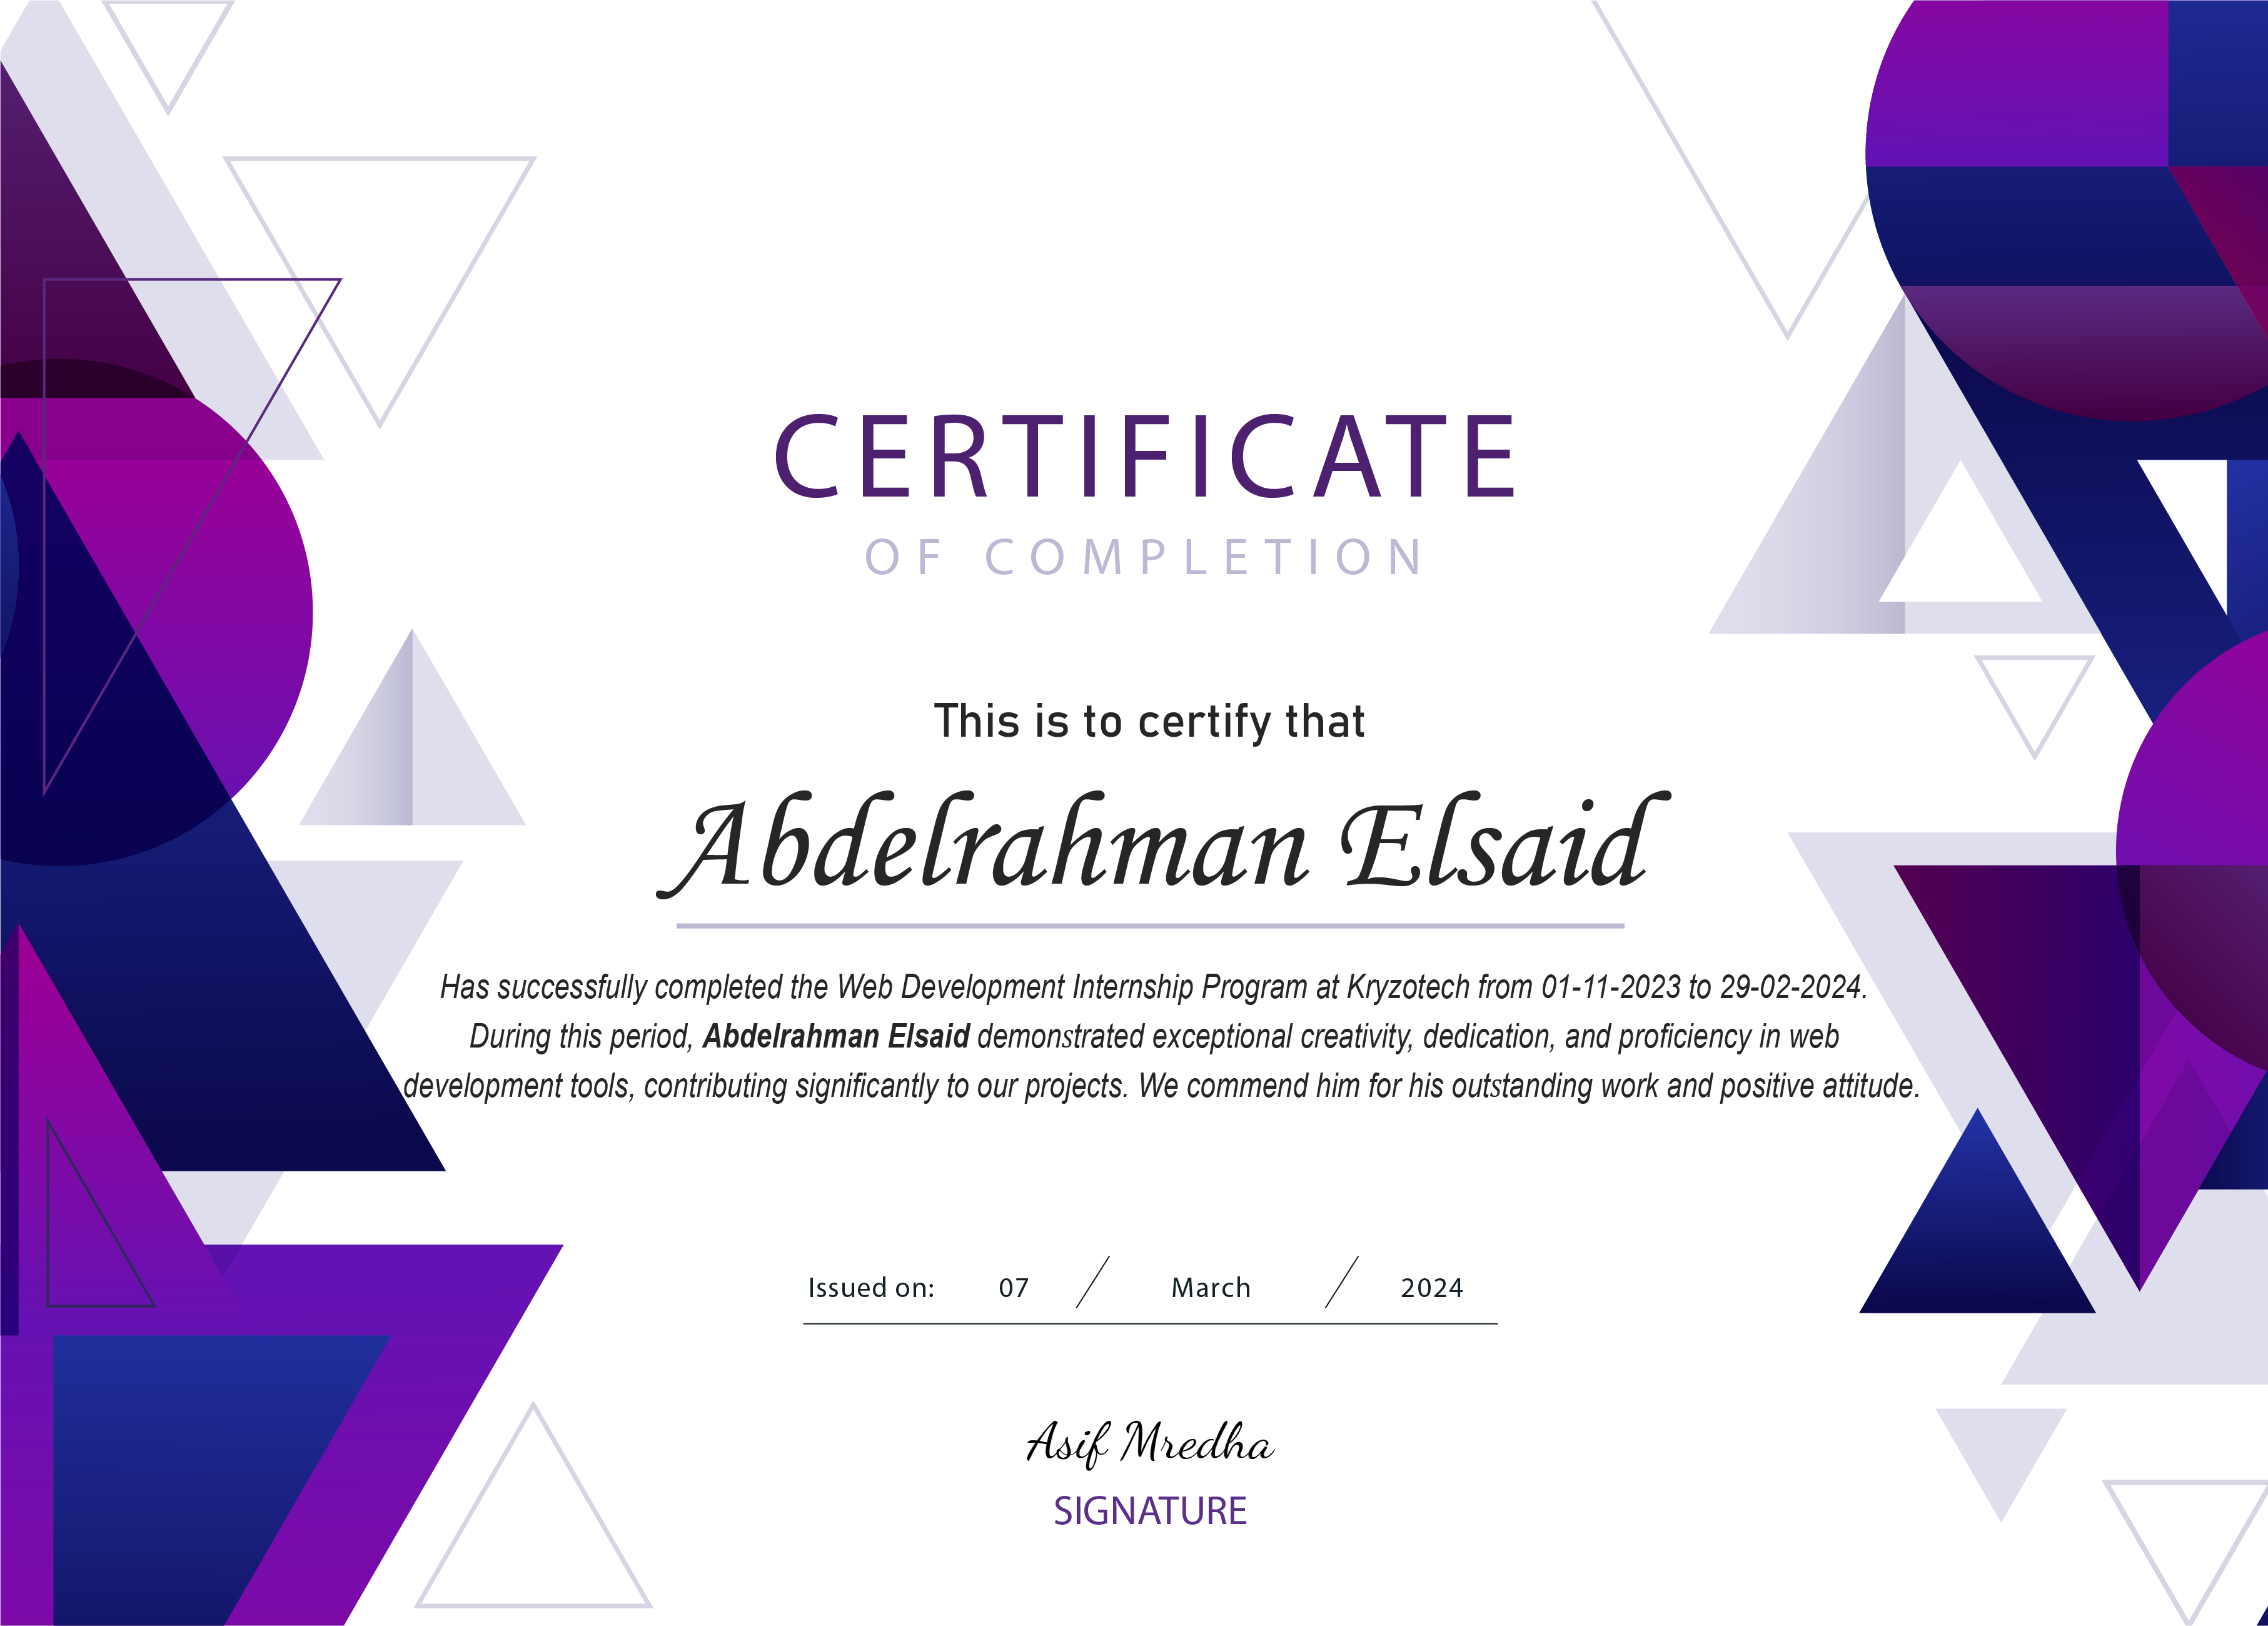 CERTIFICATE
OF COMPLETION
This is to certify that
Abdelrahman Elsaid
Has successfully completed the Web Development Internship Program at Kryzotech from 01-11-2023 to 29-02-2024.
During this period, Abdelrahman Elsaid demonstrated exceptional creativity, dedication, and proficiency in web
development tools, contributing significantly to our projects. We commend him for his outstanding work and positive attitude.
Issued on: 07 / March / 2024
Asif Mredha
SIGNATURE